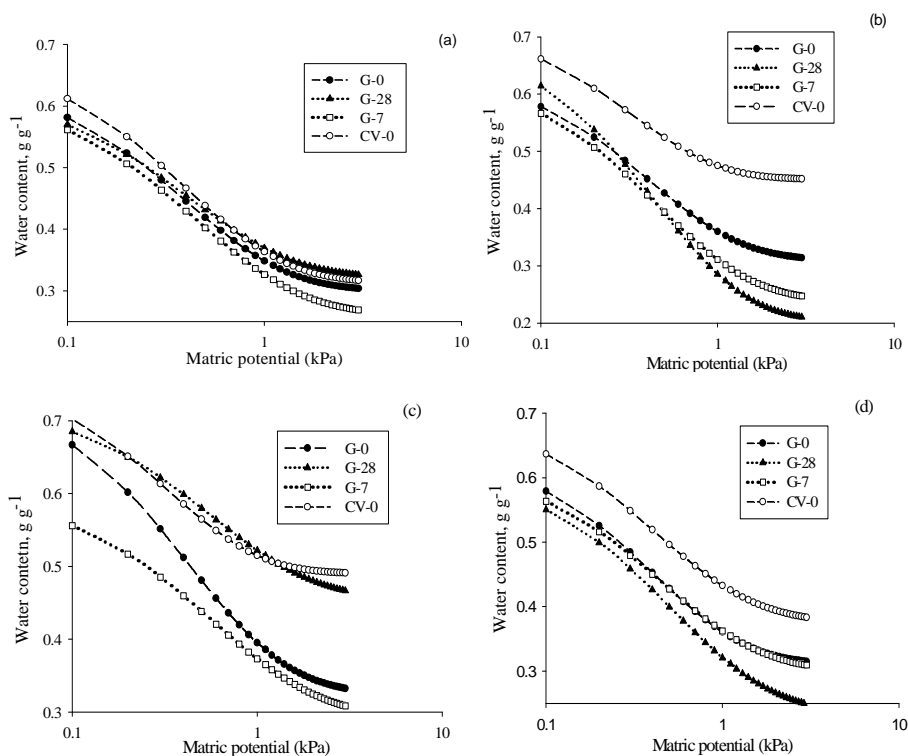 (a)
0.7
0.6
0.5
0.4
0.3
Water content, g g-1
G-0
G-28
G-7
CV-0
0.1
1
10
Matric potential (kPa)
(b)
0.7
0.6
0.5
0.4
0.3
0.2
Water content, g g-1
G-0
G-28
G-7
CV-0
0.1
1
10
Matric potential (kPa)
(c)
0.7
0.6
0.5
0.4
0.3
Water contetn, g g-1
G-0
G-28
G-7
CV-0
0.1
1
10
Matric potential (kPa)
(d)
0.7
0.6
0.5
0.4
0.3
Water content, g g-1
G-0
G-28
G-7
CV-0
0.1
1
10
Matric potential (kPa)